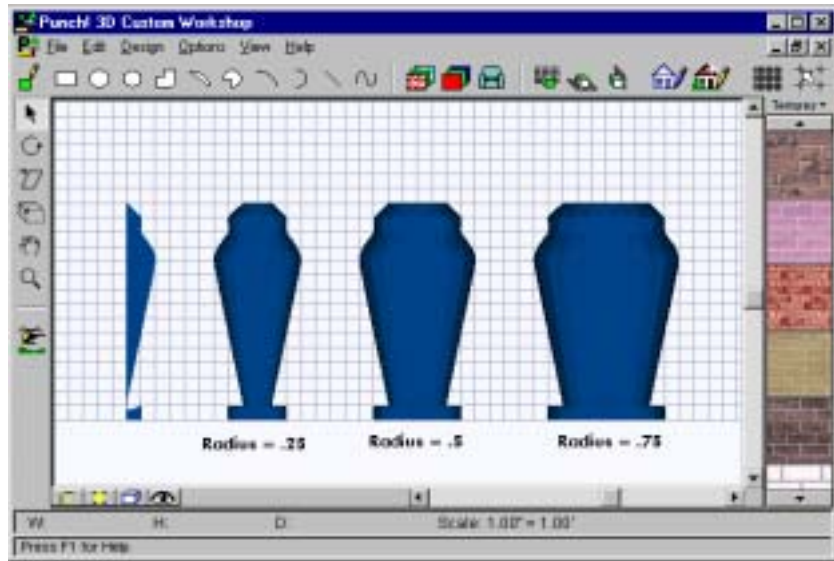 Punch! 3D Custom Workshop
File Edit Design Options View Help
Textures
Radius = .25
Radius = .5
Radius = .75
W: H: D: Scale: 1.00" = 1.00'
Press F1 for Help